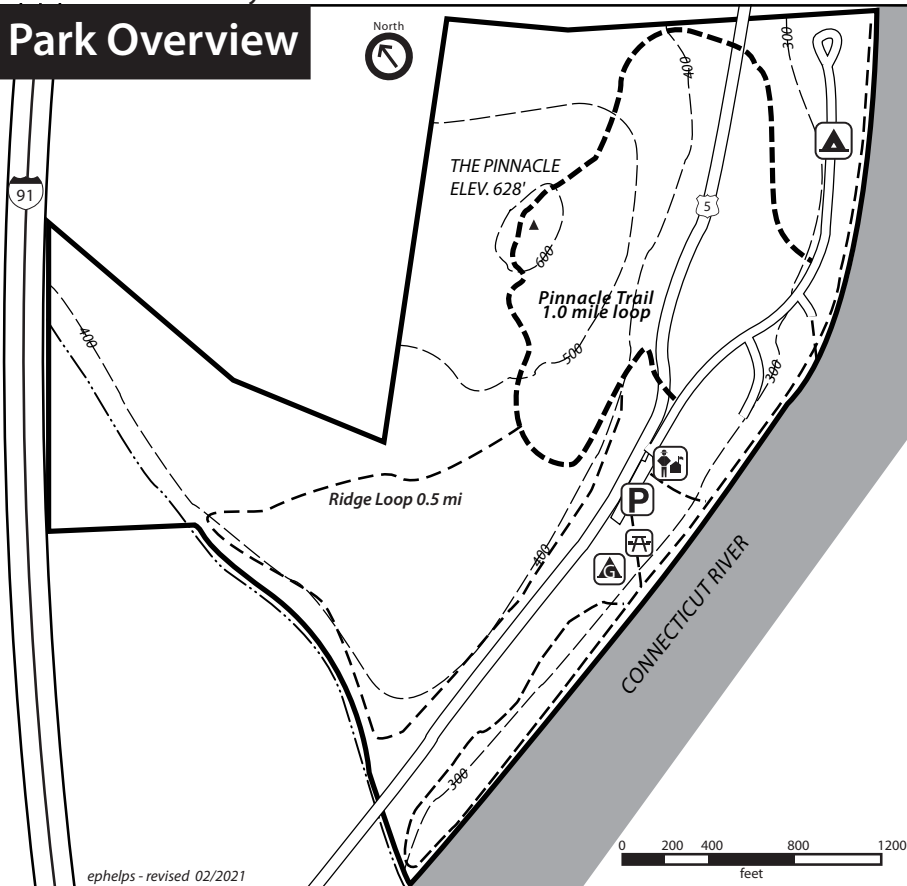 Park Overview
North
91
300
400
THE PINNACLE
ELEV. 628'
5
600
Pinnacle Trail
1.0 mile loop
400
500
300
Ridge Loop 0.5 mi
P
400
G
CONNECTICUT RIVER
300
0 200 400 800 1200
feet
ephelps - revised 02/2021